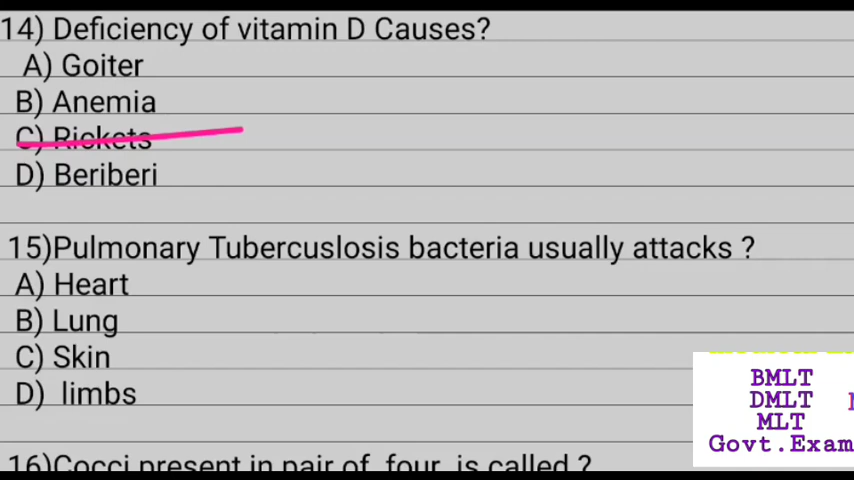 14) Deficiency of vitamin D Causes?
A) Goiter
B) Anemia
C) Rickets
D) Beriberi
15)Pulmonary Tubercuslosis bacteria usually attacks ?
A) Heart
B) Lung
C) Skin
D) limbs
16)Cocci present in pair of four is called ?
BMLT
DMLT
MLT
Govt.Exam